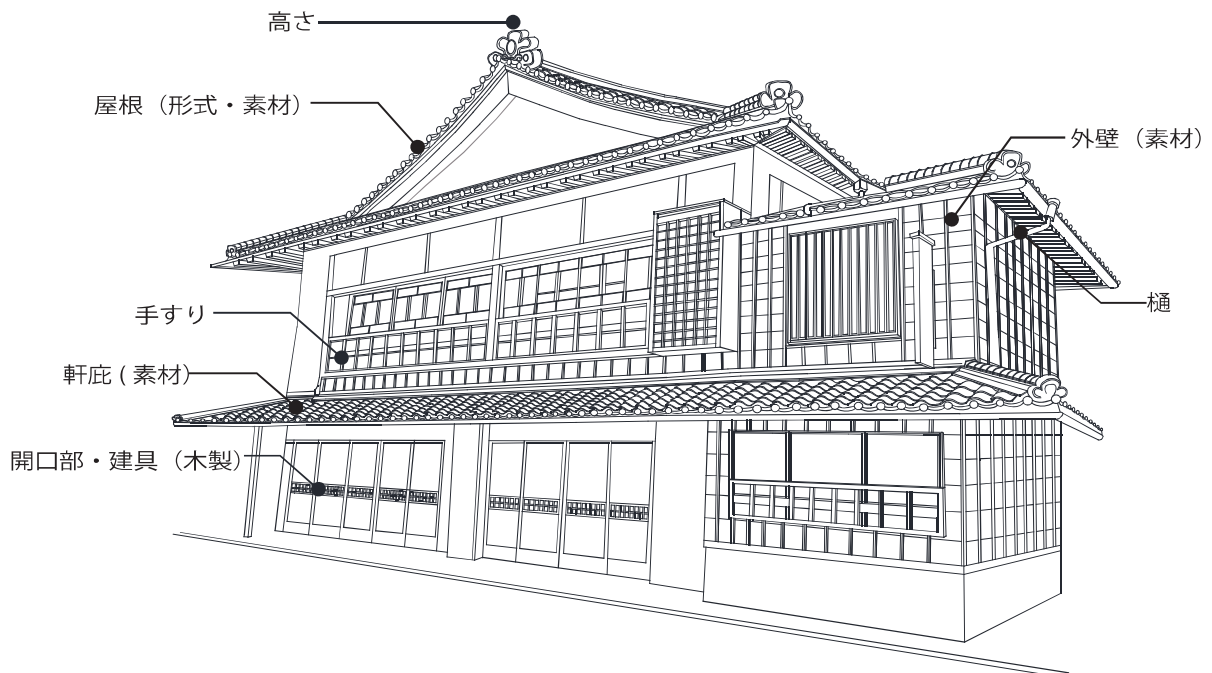 高さ
屋根（形式・素材）
外壁（素材）
樋
手すり
軒庇 ( 素材)
開口部・建具（木製）